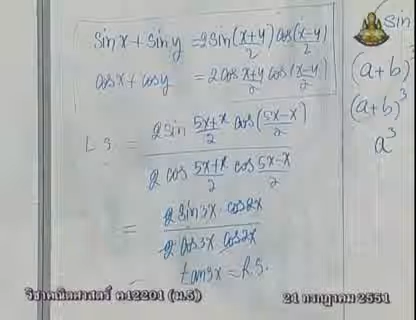 sin x + sin y = 2 sin (x+y)/2 cos (x-y)/2
cos x + cos y = 2 cos x+y/2 cos (x-y)/2
L S = 2 sin 5x+x/2 cos (5x-x)/2
2 cos 5x+x/2 cos 5x-x/2
= 2 sin 3x . cos 2x
2 cos 3x . cos 2x
tan 3x = R.S.
sin
(a+b)
(a+b)³
a³
วิชาคณิตศาสตร์ ค42201 (ม.5)
21 กรกฎาคม 2551